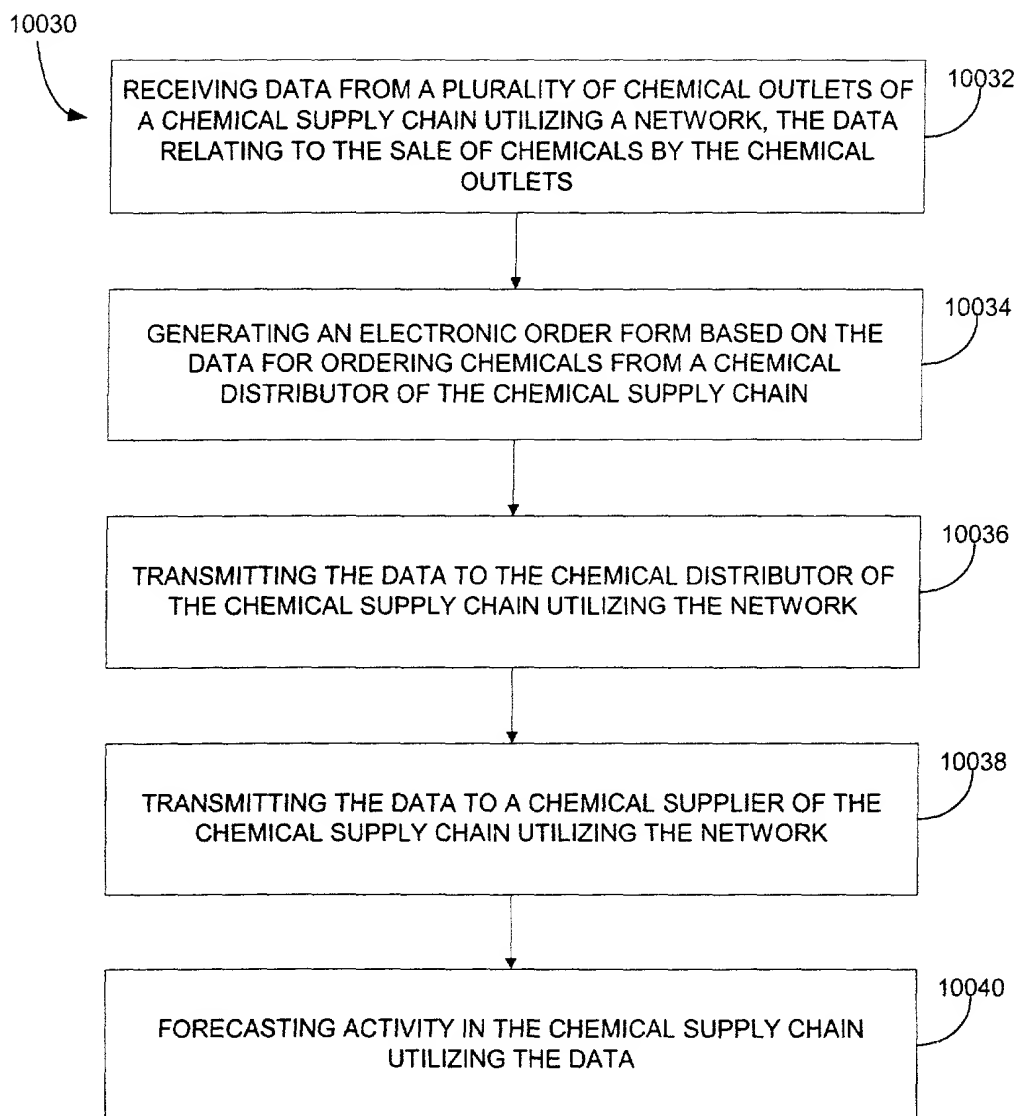 10030
RECEIVING DATA FROM A PLURALITY OF CHEMICAL OUTLETS OF
A CHEMICAL SUPPLY CHAIN UTILIZING A NETWORK, THE DATA
RELATING TO THE SALE OF CHEMICALS BY THE CHEMICAL
OUTLETS
10032
GENERATING AN ELECTRONIC ORDER FORM BASED ON THE
DATA FOR ORDERING CHEMICALS FROM A CHEMICAL
DISTRIBUTOR OF THE CHEMICAL SUPPLY CHAIN
10034
TRANSMITTING THE DATA TO THE CHEMICAL DISTRIBUTOR OF
THE CHEMICAL SUPPLY CHAIN UTILIZING THE NETWORK
10036
TRANSMITTING THE DATA TO A CHEMICAL SUPPLIER OF THE
CHEMICAL SUPPLY CHAIN UTILIZING THE NETWORK
10038
FORECASTING ACTIVITY IN THE CHEMICAL SUPPLY CHAIN
UTILIZING THE DATA
10040